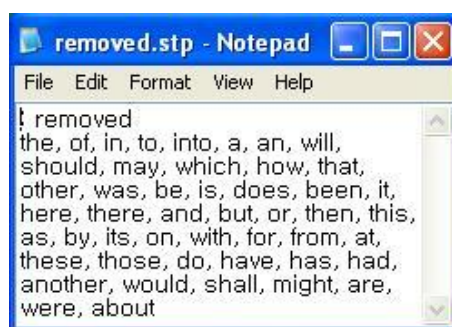 removed.stp - Notepad
File Edit Format View Help
! removed
the, of, in, to, into, a, an, will,
should, may, which, how, that,
other, was, be, is, does, been, it,
here, there, and, but, or, then, this,
as, by, its, on, with, for, from, at,
these, those, do, have, has, had,
another, would, shall, might, are,
were, about